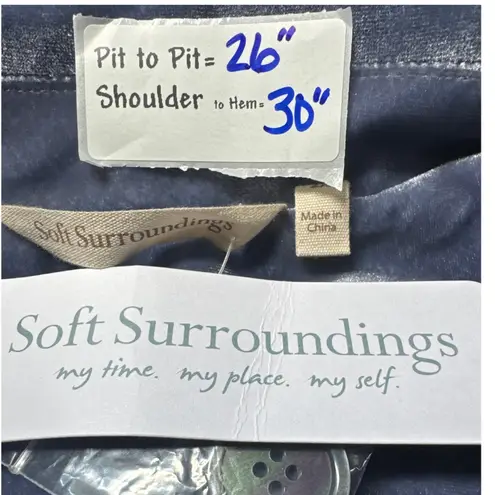 Pit to Pit= 26"
Shoulder to Hem= 30"
Soft Surroundings
Made in
China
Soft Surroundings
my time. my place. my self.